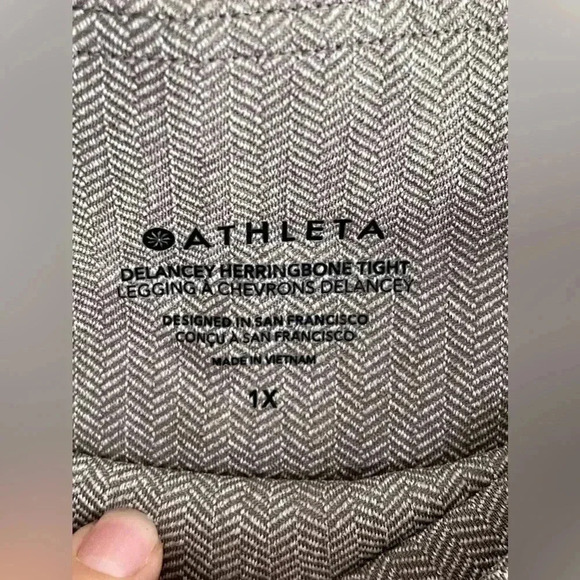 ATHLETA
DELANCEY HERRINGBONE TIGHT
LEGGING À CHEVRONS DELANCEY
DESIGNED IN SAN FRANCISCO
CONÇU À SAN FRANCISCO
MADE IN VIETNAM
1X